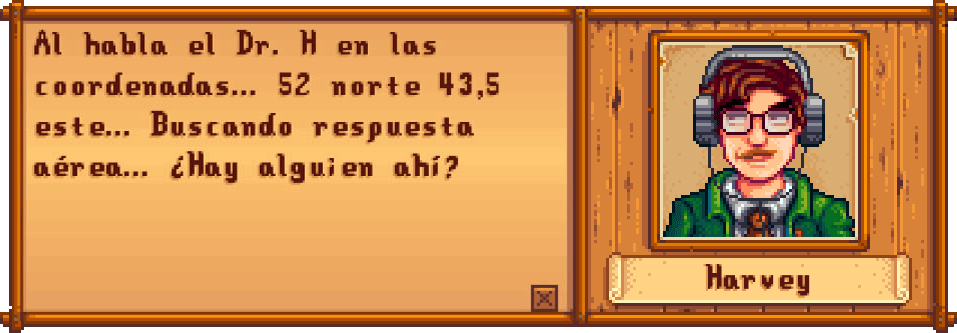 Al habla el Dr. H en las
coordenadas... 52 norte 43,5
este... Buscando respuesta
aérea... ¿Hay alguien ahí?
Harvey